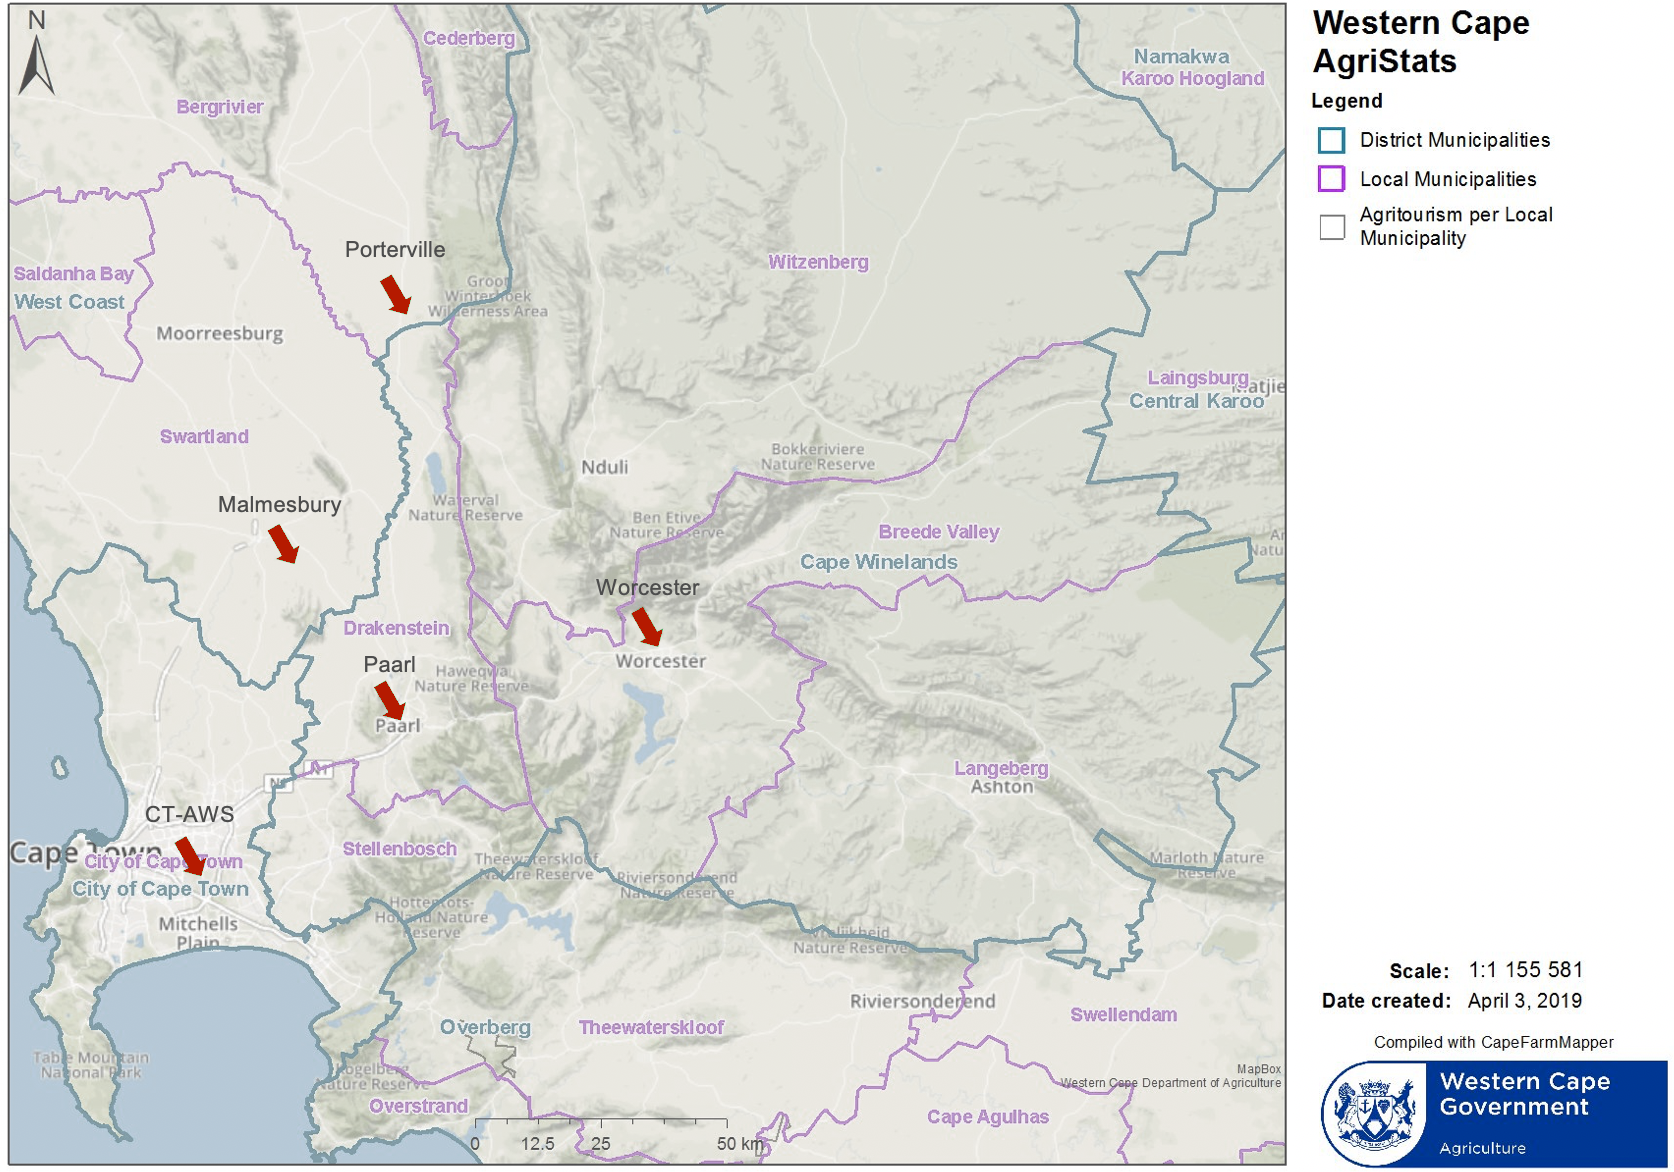 N
Cederberg
Namakwa
Karoo Hoogland
Bergrivier
Porterville
Saldanha Bay
West Coast
Groot
Winterhoek
Wilderness Area
Witzenberg
Moorreesburg
Laingsburg
Matjie
Central Karoo
Swartland
Bokkeriviere
Nature Reserve
Nduli
Malmesbury
Waterval
Nature Reserve
Ben Etive
Nature Reserve
Breede Valley
Cape Winelands
Natu
Worcester
Drakenstein
Paarl
Hawequa
Nature Reserve
Worcester
Paarl
N1
Langeberg
Ashton
CT-AWS
Cape Town
City of Cape Town
City of Cape Town
Stellenbosch
Theewaterskloof
Nature Reserve
Riviersonderend
Nature Reserve
Marloth Nature
Reserve
Mitchells
Plain
Hottentots-
Holland Nature
Reserve
Vrolijkheid
Nature Reserve
Riviersonderend
Swellendam
Overberg
Theewaterskloof
Table Mountain
National Park
Kogelberg
Nature Reserve
Overstrand
Cape Agulhas
MapBox
Western Cape Department of Agriculture
0 12.5 25 50 km
Western Cape
AgriStats
Legend
District Municipalities
Local Municipalities
Agritourism per Local
Municipality
Scale: 1:1 155 581
Date created: April 3, 2019
Compiled with CapeFarmMapper
Western Cape
Government
Agriculture